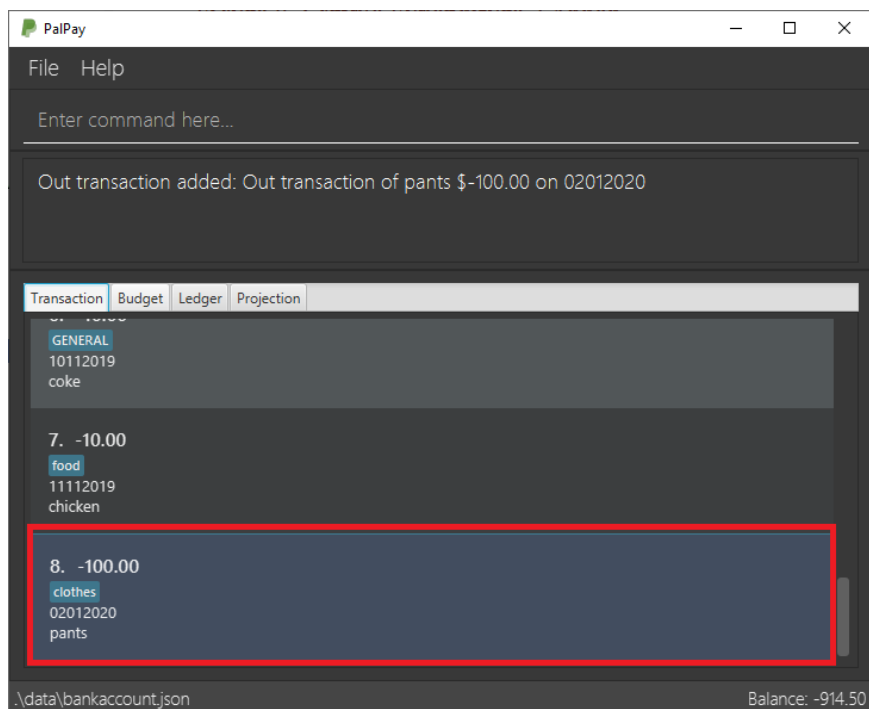 PalPay
File Help
Enter command here...
Out transaction added: Out transaction of pants $-100.00 on 02012020
Transaction Budget Ledger Projection
GENERAL
10112019
coke
7. -10.00
food
11112019
chicken
8. -100.00
clothes
02012020
pants
.\data\bankaccount.json Balance: -914.50